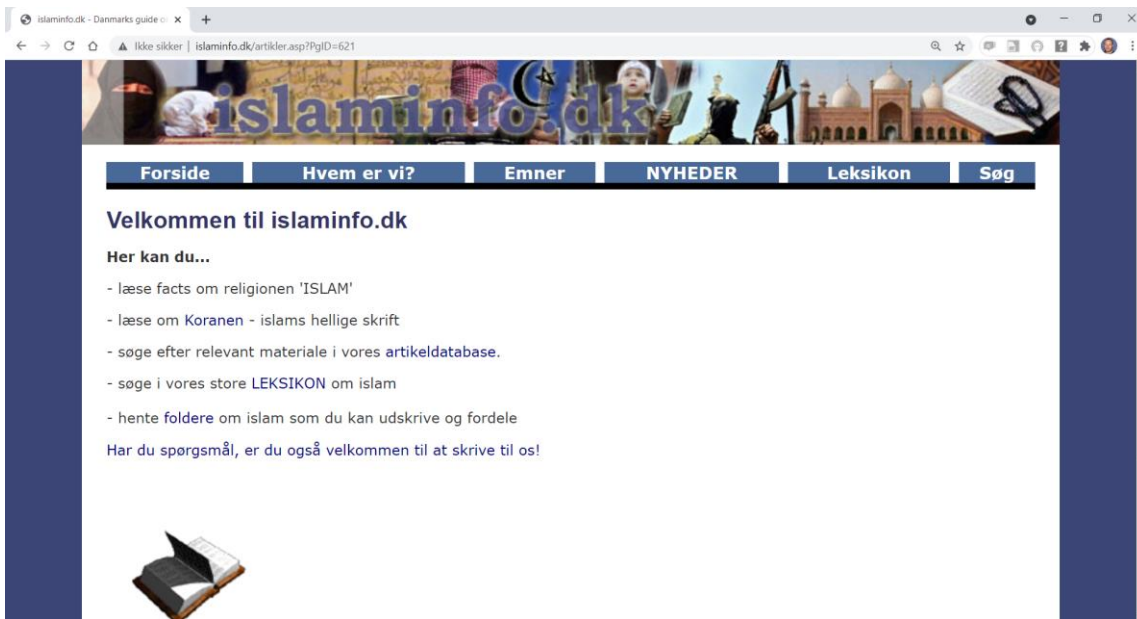 islaminfo.dk - Danmarks guide o
Ikke sikker | islaminfo.dk/artikler.asp?PgID=621
islaminfo.dk
Forside Hvem er vi? Emner NYHEDER Leksikon Søg
Velkommen til islaminfo.dk
Her kan du...
- læse facts om religionen 'ISLAM'
- læse om Koranen - islams hellige skrift
- søge efter relevant materiale i vores artikeldatabase.
- søge i vores store LEKSIKON om islam
- hente foldere om islam som du kan udskrive og fordele
Har du spørgsmål, er du også velkommen til at skrive til os!